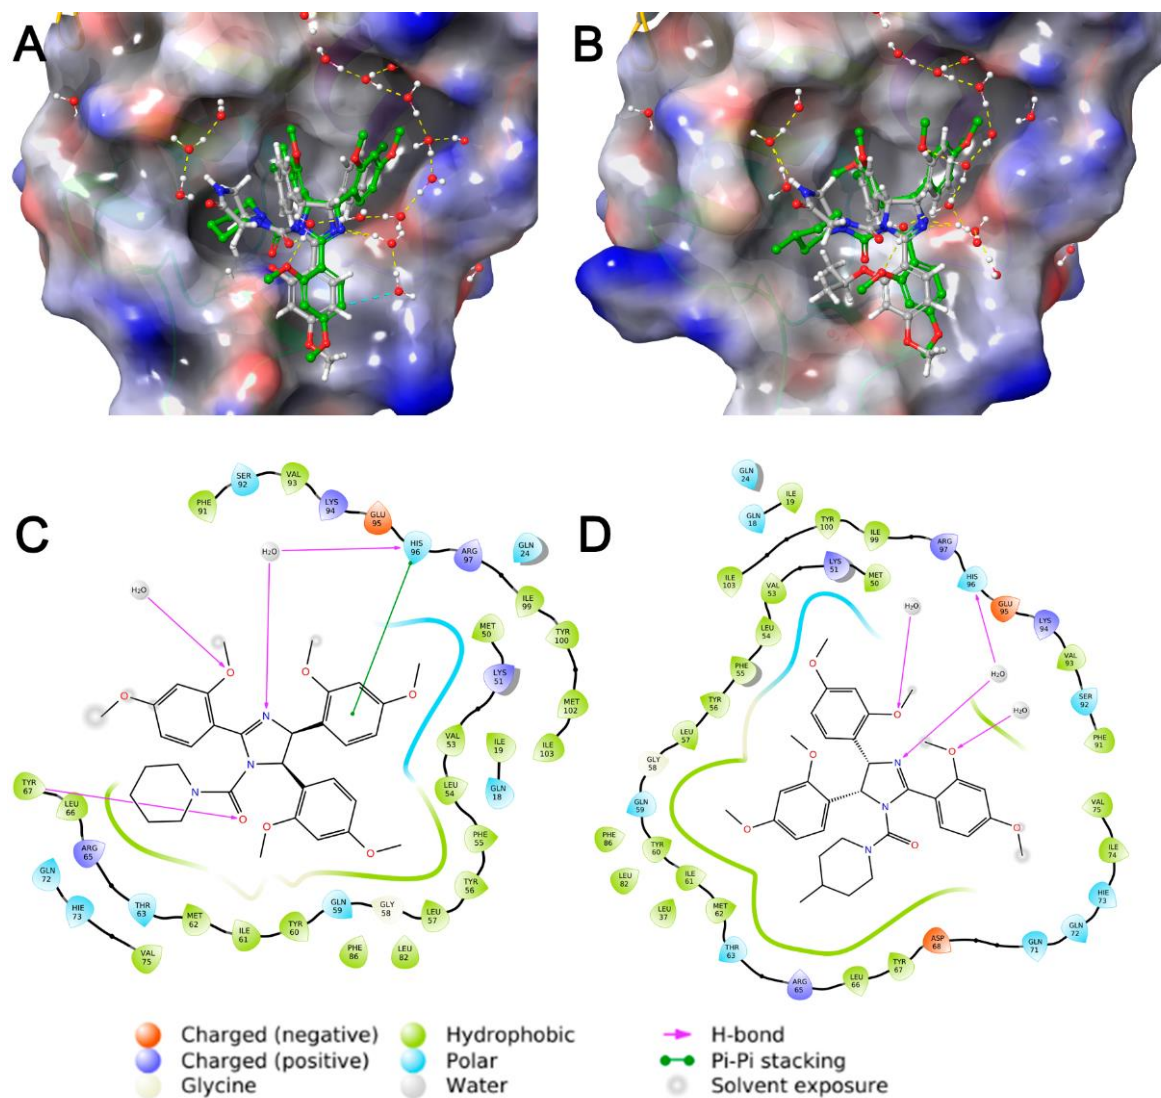 A
B
C
SER
92
VAL
93
PHE
91
LYS
94
GLU
95
HIS
96
ARG
97
GLN
24
ILE
99
TYR
100
MET
102
ILE
103
MET
50
LYS
51
VAL
53
ILE
19
GLN
18
LEU
54
PHE
55
TYR
56
LEU
57
GLY
58
GLN
59
TYR
60
ILE
61
MET
62
THR
63
ARG
65
LEU
66
TYR
67
GLN
72
HIE
73
VAL
75
PHE
86
LEU
82
H₂O
H₂O
O
O
O
O
O
O
N
N
N
O
D
GLN
24
ILE
19
GLN
18
TYR
100
ILE
99
ARG
97
HIS
96
GLU
95
LYS
94
VAL
93
SER
92
PHE
91
ILE
103
VAL
53
LYS
51
MET
50
LEU
54
PHE
55
TYR
56
LEU
57
GLY
58
GLN
59
TYR
60
ILE
61
MET
62
THR
63
ARG
65
LEU
66
TYR
67
ASP
68
GLN
71
GLN
72
HIE
73
ILE
74
VAL
75
PHE
86
LEU
82
LEU
37
H₂O
H₂O
H₂O
O
O
O
O
O
O
N
N
N
O
Charged (negative)
Hydrophobic
H-bond
Charged (positive)
Polar
Pi-Pi stacking
Glycine
Water
Solvent exposure